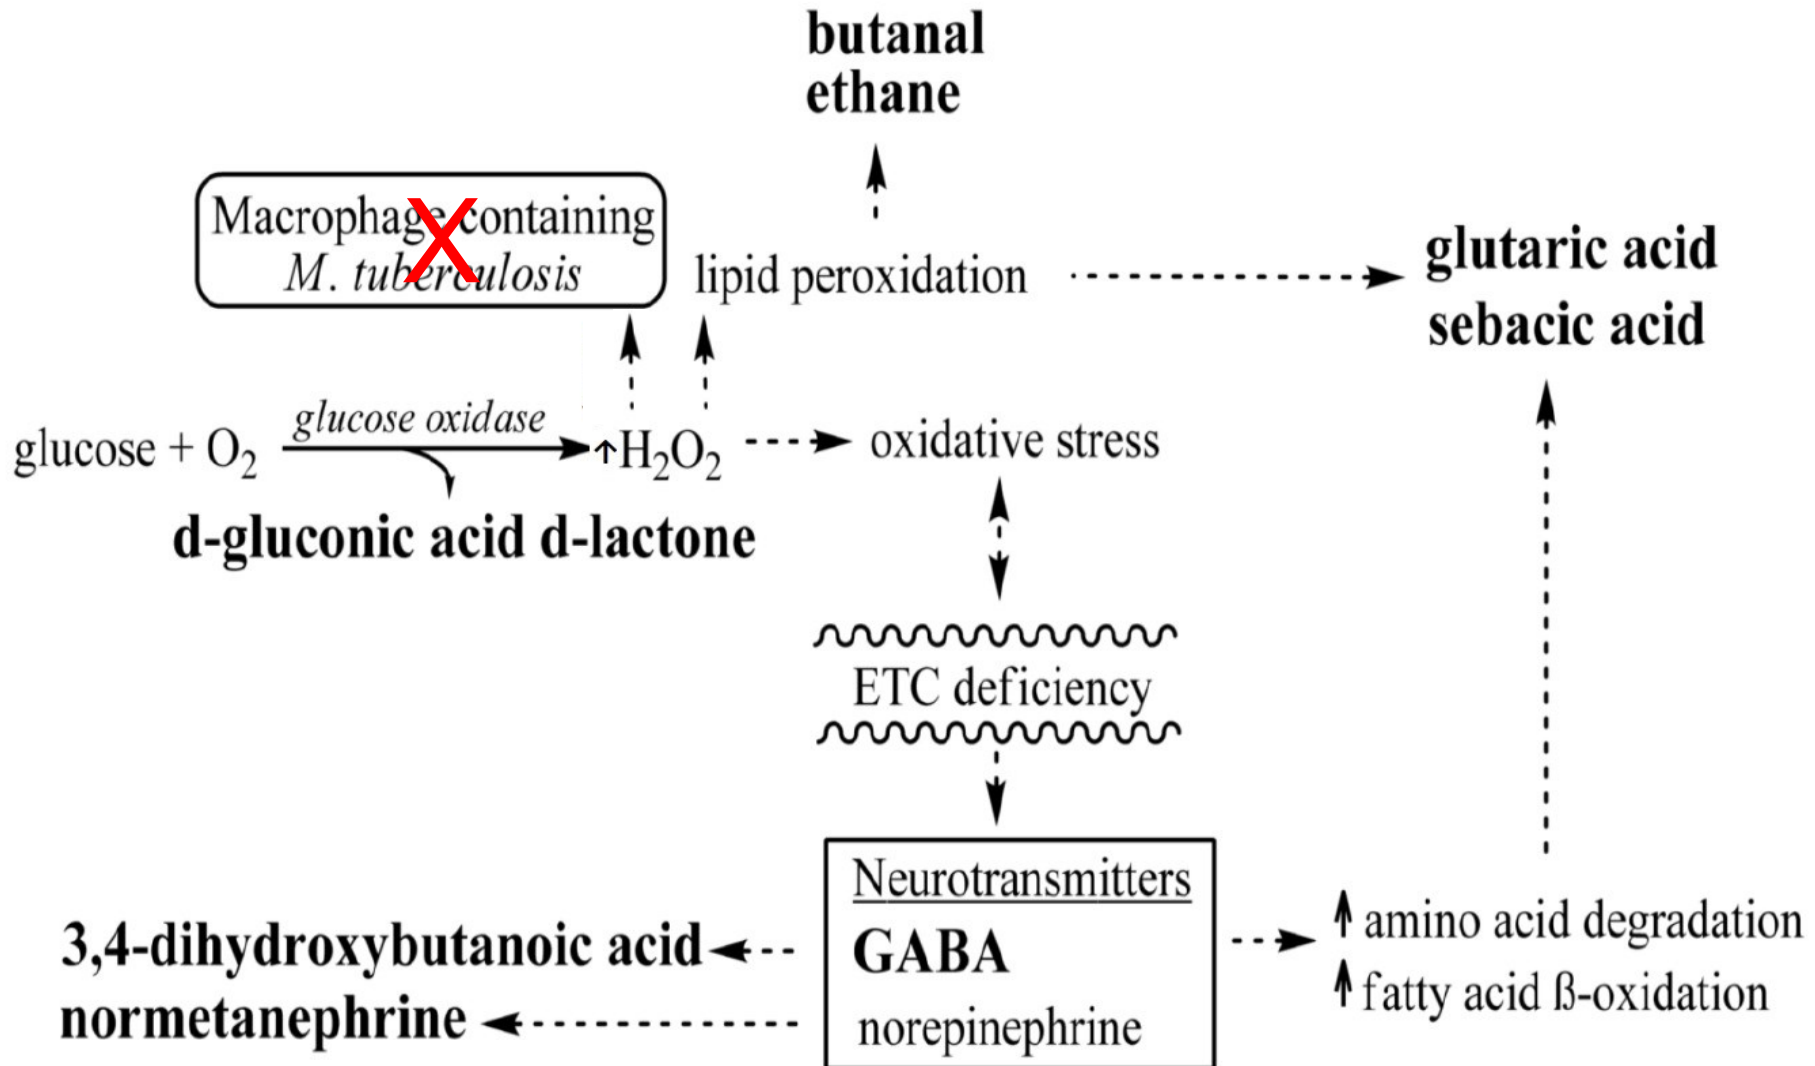 butanal
ethane
Macrophage containing
M. tuberculosis
X
lipid peroxidation
glutaric acid
sebacic acid
glucose + O₂
glucose oxidase
↑H₂O₂
oxidative stress
d-gluconic acid d-lactone
ETC deficiency
Neurotransmitters
GABA
norepinephrine
3,4-dihydroxybutanoic acid
normetanephrine
↑ amino acid degradation
↑ fatty acid ß-oxidation